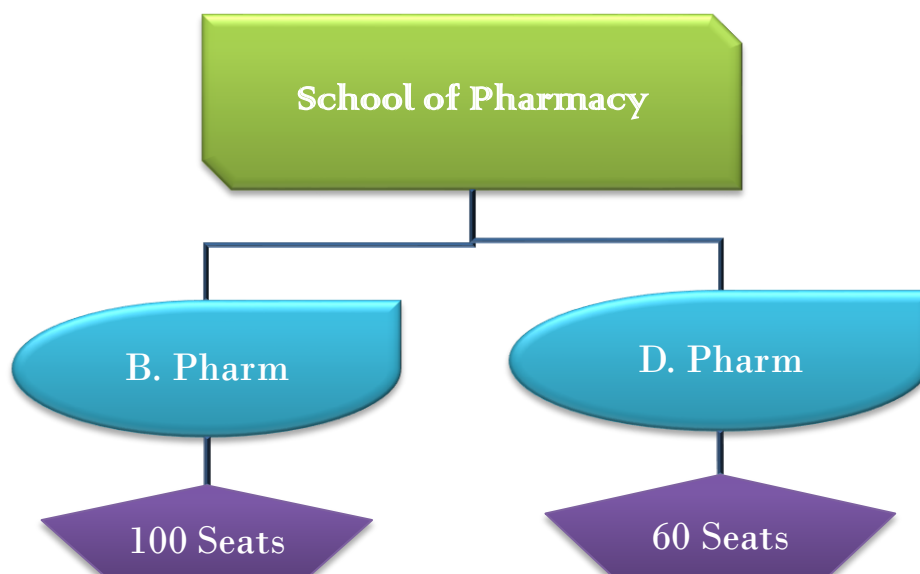 School of Pharmacy
B. Pharm
D. Pharm
100 Seats
60 Seats